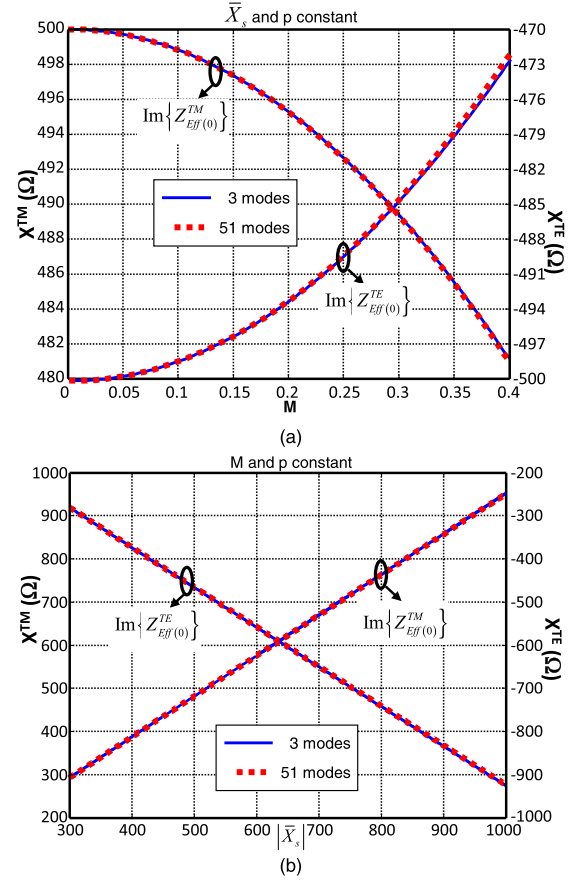 X̄ₛ and p constant
500
498
496
494
492
490
488
486
484
482
480
X^TM (Ω)
-470
-473
-476
-479
-482
-485
-488
-491
-494
-497
-500
X^TE (Ω)
Im{Z^TM_Eff(0)}
3 modes
51 modes
Im{Z^TE_Eff(0)}
0 0.05 0.1 0.15 0.2 0.25 0.3 0.35 0.4
M
(a)
M and p constant
1000
900
800
700
600
500
400
300
200
X^TM (Ω)
-200
-300
-400
-500
-600
-700
-800
-900
-1000
X^TE (Ω)
Im{Z^TE_Eff(0)}
Im{Z^TM_Eff(0)}
3 modes
51 modes
300 400 500 600 700 800 900 1000
|X̄ₛ|
(b)